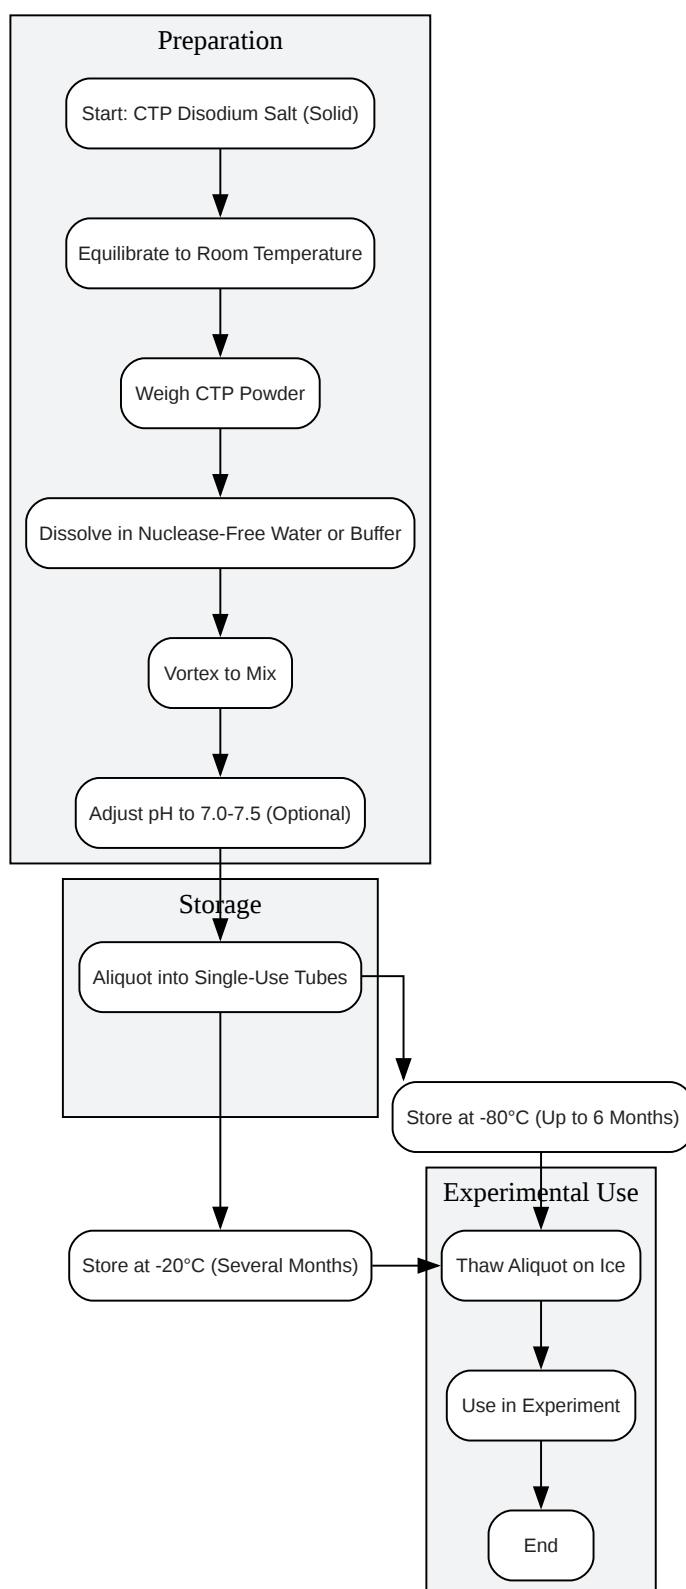 Preparation
Start: CTP Disodium Salt (Solid)
Equilibrate to Room Temperature
Weigh CTP Powder
Dissolve in Nuclease-Free Water or Buffer
Vortex to Mix
Adjust pH to 7.0-7.5 (Optional)
Storage
Aliquot into Single-Use Tubes
Store at -80°C (Up to 6 Months)
Experimental Use
Store at -20°C (Several Months)
Thaw Aliquot on Ice
Use in Experiment
End